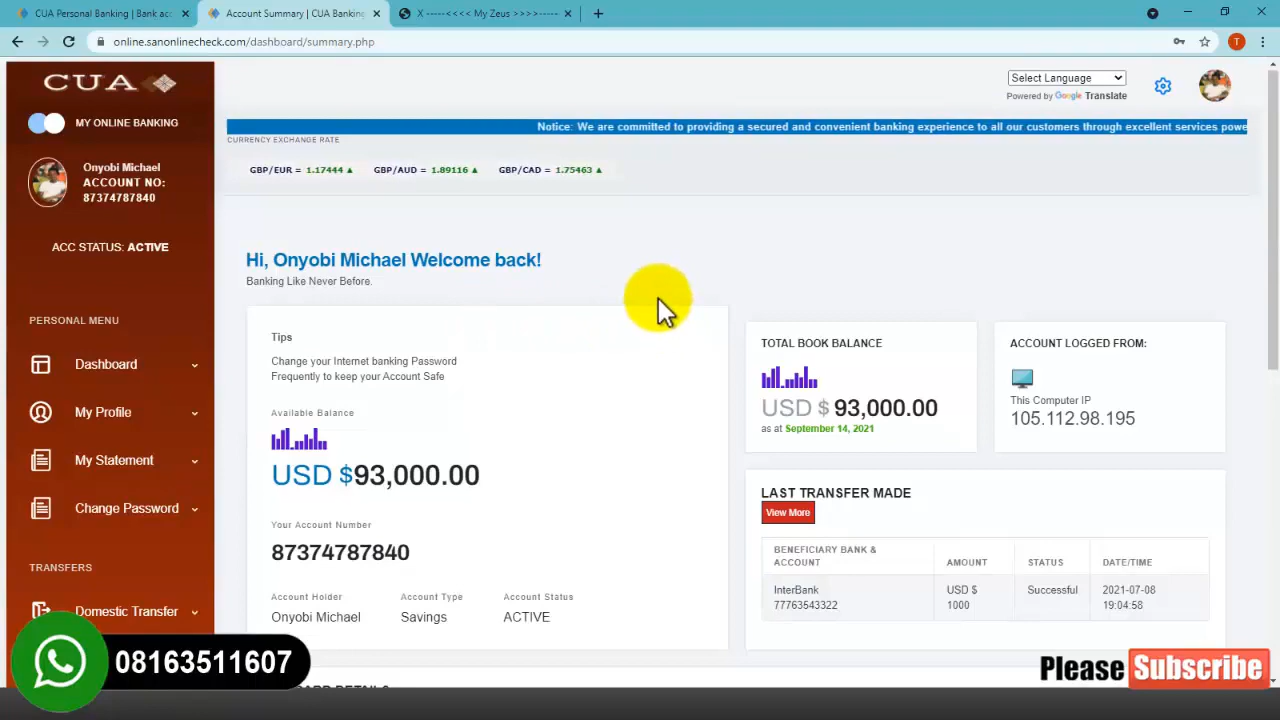 CUA Personal Banking | Bank acc
Account Summary | CUA Banking
X -----<<<< My Zeus >>>>-----
online.sanonlinecheck.com/dashboard/summary.php
T
CUA
MY ONLINE BANKING
Onyobi Michael
ACCOUNT NO:
87374787840
ACC STATUS: ACTIVE
PERSONAL MENU
Dashboard
My Profile
My Statement
Change Password
TRANSFERS
Domestic Transfer
Select Language
Powered by Google Translate
Notice: We are committed to providing a secured and convenient banking experience to all our customers through excellent services powe
CURRENCY EXCHANGE RATE
GBP/EUR = 1.17444 ▲ GBP/AUD = 1.89116 ▲ GBP/CAD = 1.75463 ▲
Hi, Onyobi Michael Welcome back!
Banking Like Never Before.
Tips
Change your Internet banking Password
Frequently to keep your Account Safe
Available Balance
USD $93,000.00
Your Account Number
87374787840
Account Holder Account Type Account Status
Onyobi Michael Savings ACTIVE
TOTAL BOOK BALANCE
USD $ 93,000.00
as at September 14, 2021
ACCOUNT LOGGED FROM:
This Computer IP
105.112.98.195
LAST TRANSFER MADE
View More
BENEFICIARY BANK &
ACCOUNT AMOUNT STATUS DATE/TIME
InterBank USD $ Successful 2021-07-08
77763543322 1000 19:04:58
08163511607
Please Subscribe